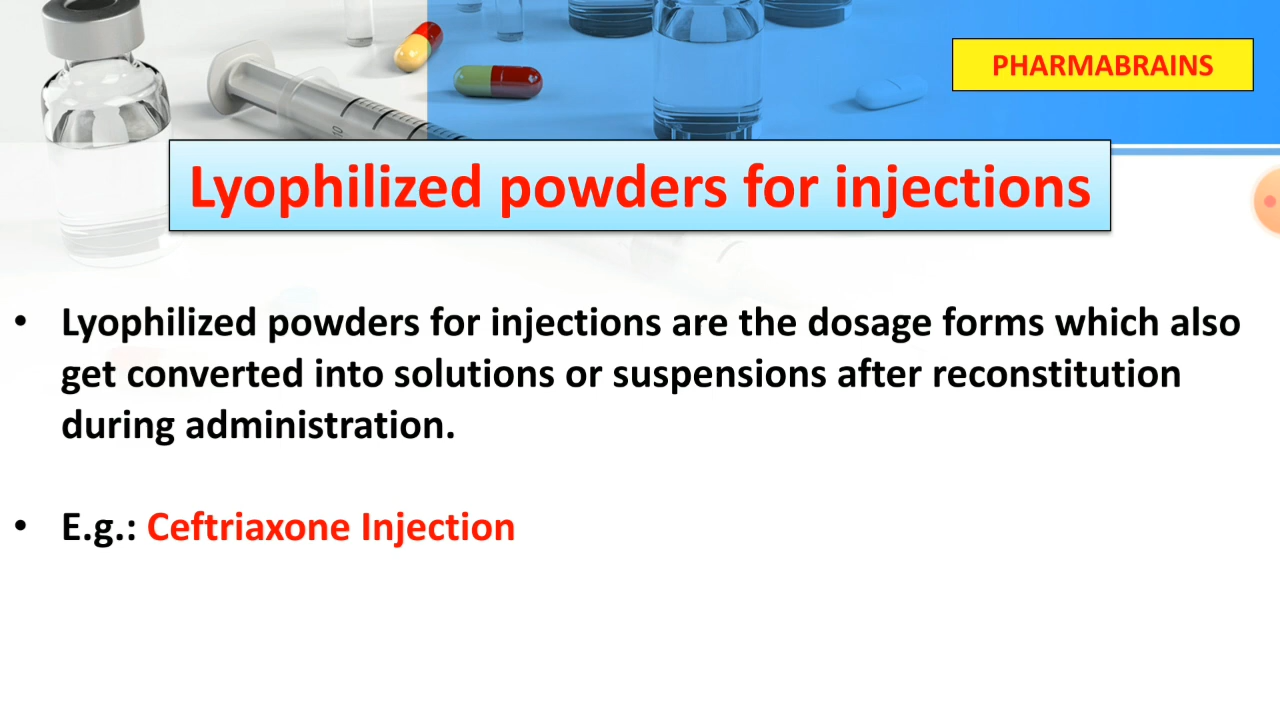 PHARMABRAINS
Lyophilized powders for injections
• Lyophilized powders for injections are the dosage forms which also
get converted into solutions or suspensions after reconstitution
during administration.
• E.g.: Ceftriaxone Injection